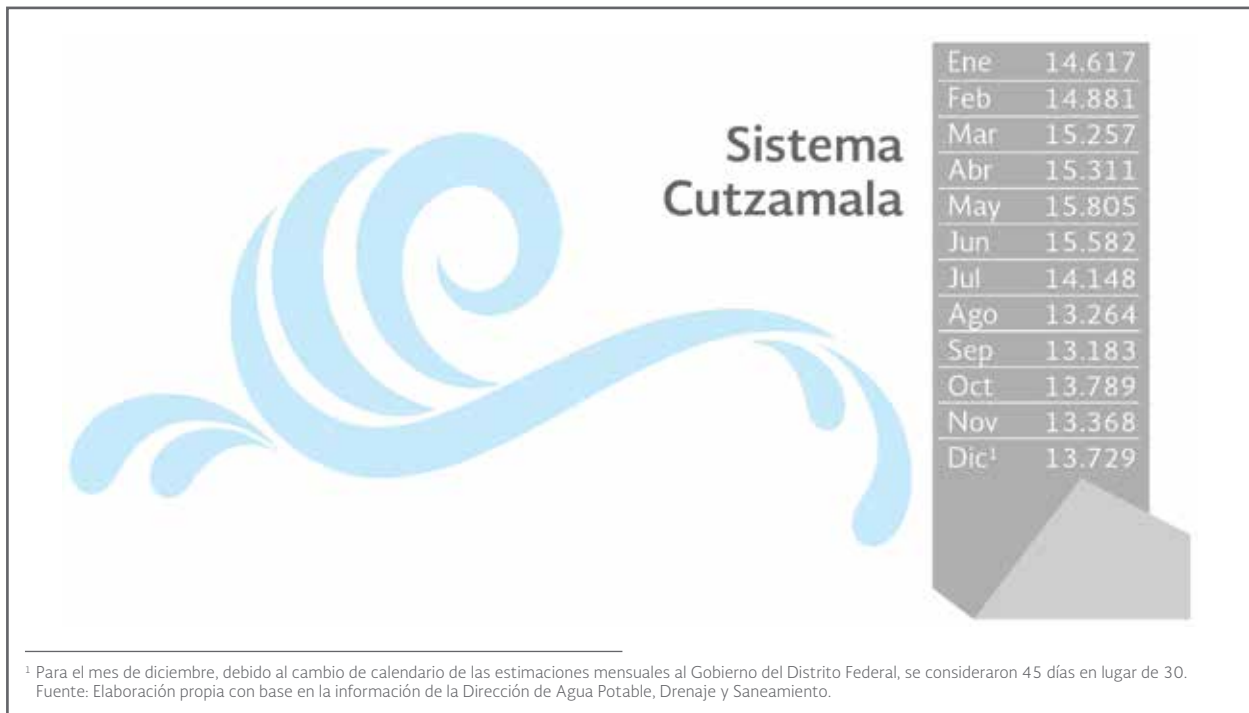 Sistema
Cutzamala
Ene 14.617
Feb 14.881
Mar 15.257
Abr 15.311
May 15.805
Jun 15.582
Jul 14.148
Ago 13.264
Sep 13.183
Oct 13.789
Nov 13.368
Dic¹ 13.729
¹ Para el mes de diciembre, debido al cambio de calendario de las estimaciones mensuales al Gobierno del Distrito Federal, se consideraron 45 días en lugar de 30.
Fuente: Elaboración propia con base en la información de la Dirección de Agua Potable, Drenaje y Saneamiento.